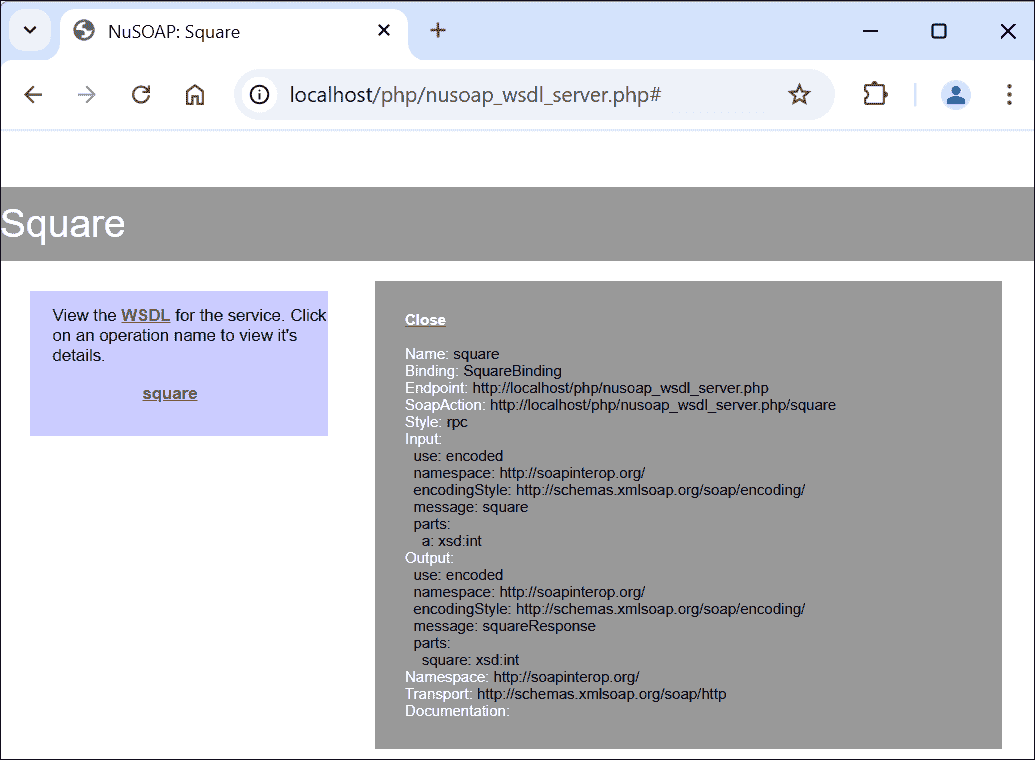 NuSOAP: Square
localhost/php/nusoap_wsdl_server.php#
Square
View the WSDL for the service. Click
on an operation name to view it's
details.
square
Close
Name: square
Binding: SquareBinding
Endpoint: http://localhost/php/nusoap_wsdl_server.php
SoapAction: http://localhost/php/nusoap_wsdl_server.php/square
Style: rpc
Input:
use: encoded
namespace: http://soapinterop.org/
encodingStyle: http://schemas.xmlsoap.org/soap/encoding/
message: square
parts:
a: xsd:int
Output:
use: encoded
namespace: http://soapinterop.org/
encodingStyle: http://schemas.xmlsoap.org/soap/encoding/
message: squareResponse
parts:
square: xsd:int
Namespace: http://soapinterop.org/
Transport: http://schemas.xmlsoap.org/soap/http
Documentation: